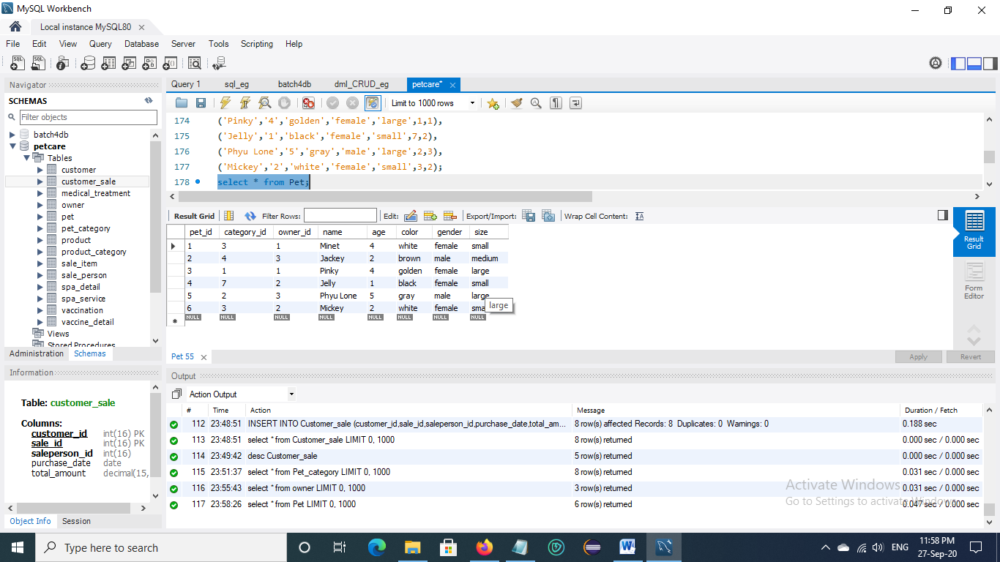 MySQL Workbench
Local instance MySQL80
File Edit View Query Database Server Tools Scripting Help
Navigator
SCHEMAS
Filter objects
batch4db
petcare
Tables
customer
customer_sale
medical_treatment
owner
pet
pet_category
product
product_category
sale_item
sale_person
spa_detail
spa_service
vaccination
vaccine_detail
Views
Stored Procedures
Administration Schemas
Information
Table: customer_sale
Columns:
customer_id int(16) PK
sale_id int(16) PK
saleperson_id int(16)
purchase_date date
total_amount decimal(15,
Object Info Session
Query 1 sql_eg batch4db dml_CRUD_eg petcare*
Limit to 1000 rows
174 ('Pinky','4','golden','female','large',1,1),
175 ('Jelly','1','black','female','small',7,2),
176 ('Phyu Lone','5','gray','male','large',2,3),
177 ('Mickey','2','white','female','small',3,2);
178 select * from Pet;
Result Grid Filter Rows: Edit: Export/Import: Wrap Cell Content:
pet_id category_id owner_id name age color gender size
1 3 1 Minet 4 white female small
2 4 3 Jackey 2 brown male medium
3 1 1 Pinky 4 golden female large
4 7 2 Jelly 1 black female small
5 2 3 Phyu Lone 5 gray male large
6 3 2 Mickey 2 white female sma
NULL NULL NULL NULL NULL NULL NULL NULL
large
Result Grid
Form Editor
Pet 55
Apply Revert
Output
Action Output
# Time Action Message Duration / Fetch
112 23:48:51 INSERT INTO Customer_sale (customer_id,sale_id,saleperson_id,purchase_date,total_am... 8 row(s) affected Records: 8 Duplicates: 0 Warnings: 0 0.188 sec
113 23:48:51 select * from Customer_sale LIMIT 0, 1000 8 row(s) returned 0.000 sec / 0.000 sec
114 23:49:42 desc Customer_sale 5 row(s) returned 0.000 sec / 0.000 sec
115 23:51:37 select * from Pet_category LIMIT 0, 1000 8 row(s) returned 0.031 sec / 0.000 sec
116 23:55:43 select * from owner LIMIT 0, 1000 3 row(s) returned 0.031 sec / 0.000 sec
117 23:58:26 select * from Pet LIMIT 0, 1000 6 row(s) returned 0.047 sec / 0.000 sec
Activate Windows
Go to Settings to activate Windows.
Type here to search
ENG
11:58 PM
27-Sep-20